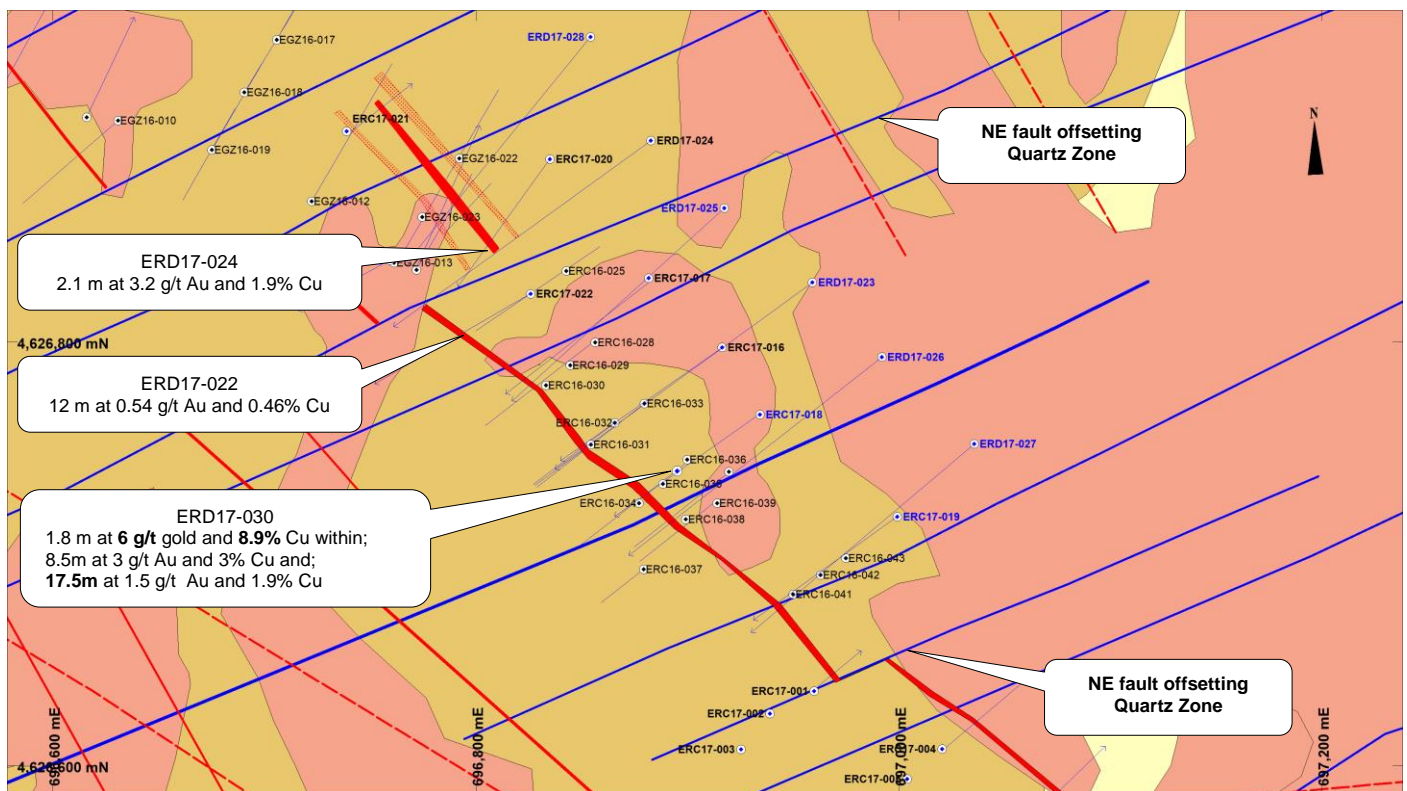 EGZ16-017
ERD17-028
EGZ16-018
EGZ16-010
ERC17-021
NE fault offsetting
Quartz Zone
N
EGZ16-019
EGZ16-022
ERC17-020
ERD17-024
EGZ16-012
EGZ16-023
ERD17-025
ERD17-024
2.1 m at 3.2 g/t Au and 1.9% Cu
EGZ16-013
ERC16-025
ERC17-017
ERD17-023
ERC17-022
4,626,800 mN
ERC16-028
ERC17-016
ERD17-026
ERC16-029
ERD17-022
12 m at 0.54 g/t Au and 0.46% Cu
ERC16-030
ERC16-033
ERC17-018
ERC16-032
ERC16-031
ERD17-027
ERC16-036
ERD17-030
1.8 m at 6 g/t gold and 8.9% Cu within;
8.5m at 3 g/t Au and 3% Cu and;
17.5m at 1.5 g/t Au and 1.9% Cu
ERC16-034
ERC16-039
ERC16-038
ERC17-019
ERC16-037
ERC16-043
ERC16-042
ERC16-041
NE fault offsetting
Quartz Zone
ERC17-001
ERC17-002
ERC17-003
696,800 mE
697,200 mE